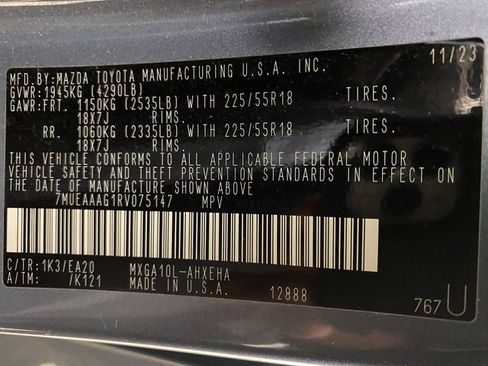 MFD.BY:MAZDA TOYOTA MANUFACTURING U.S.A. INC. 11/23
GVWR:1945KG (4290LB)
GAWR:FRT. 1150KG (2535LB) WITH 225/55R18 TIRES.
18X7J RIMS.
RR. 1060KG (2335LB) WITH 225/55R18 TIRES.
18X7J RIMS.
THIS VEHICLE CONFORMS TO ALL APPLICABLE FEDERAL MOTOR
VEHICLE SAFETY AND THEFT PREVENTION STANDARDS IN EFFECT ON
THE DATE OF MANUFACTURE SHOWN ABOVE
7MUEAAAG1RV075147 MPV
C/TR:1K3/EA20 MXGA10L-AHXEHA
A/TM: /K121 MADE IN U.S.A. 12888
767 U